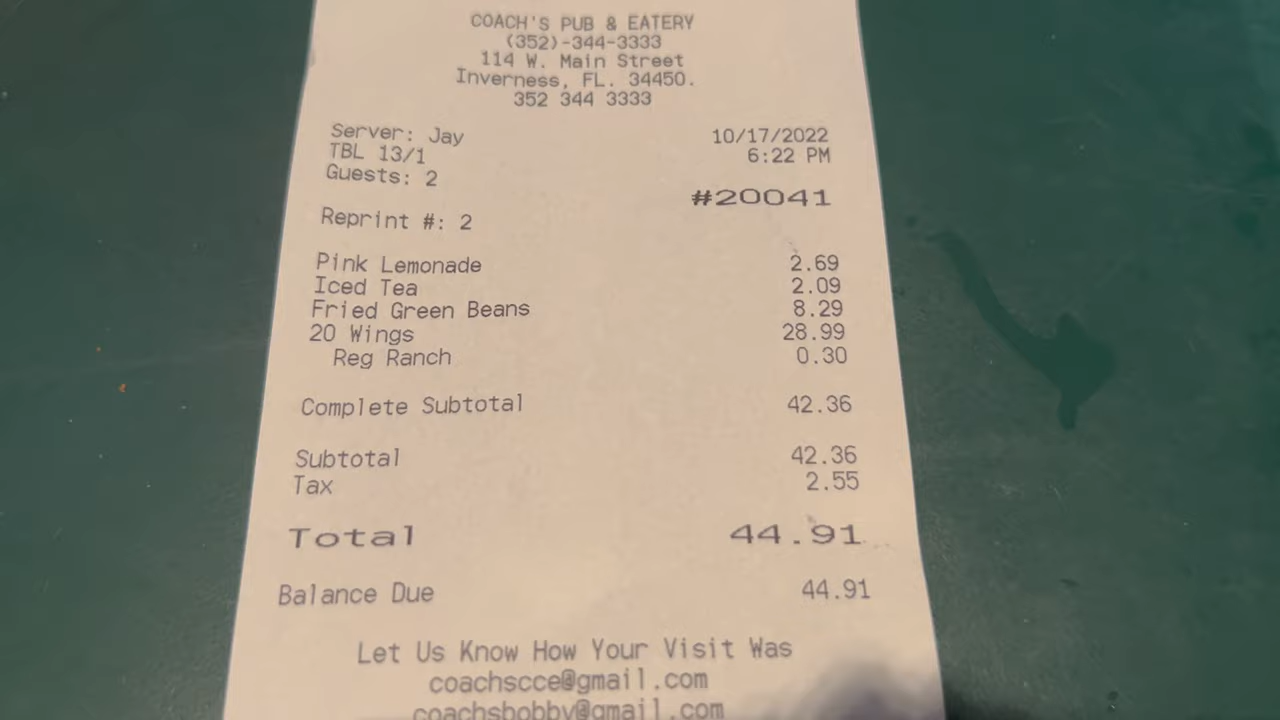 COACH'S PUB & EATERY
(352)-344-3333
114 W. Main Street
Inverness, FL. 34450.
352 344 3333
Server: Jay 10/17/2022
TBL 13/1 6:22 PM
Guests: 2
#20041
Reprint #: 2
Pink Lemonade 2.69
Iced Tea 2.09
Fried Green Beans 8.29
20 Wings 28.99
Reg Ranch 0.30
Complete Subtotal 42.36
Subtotal 42.36
Tax 2.55
Total 44.91
Balance Due 44.91
Let Us Know How Your Visit Was
coachscce@gmail.com
coachsbobby@gmail.com